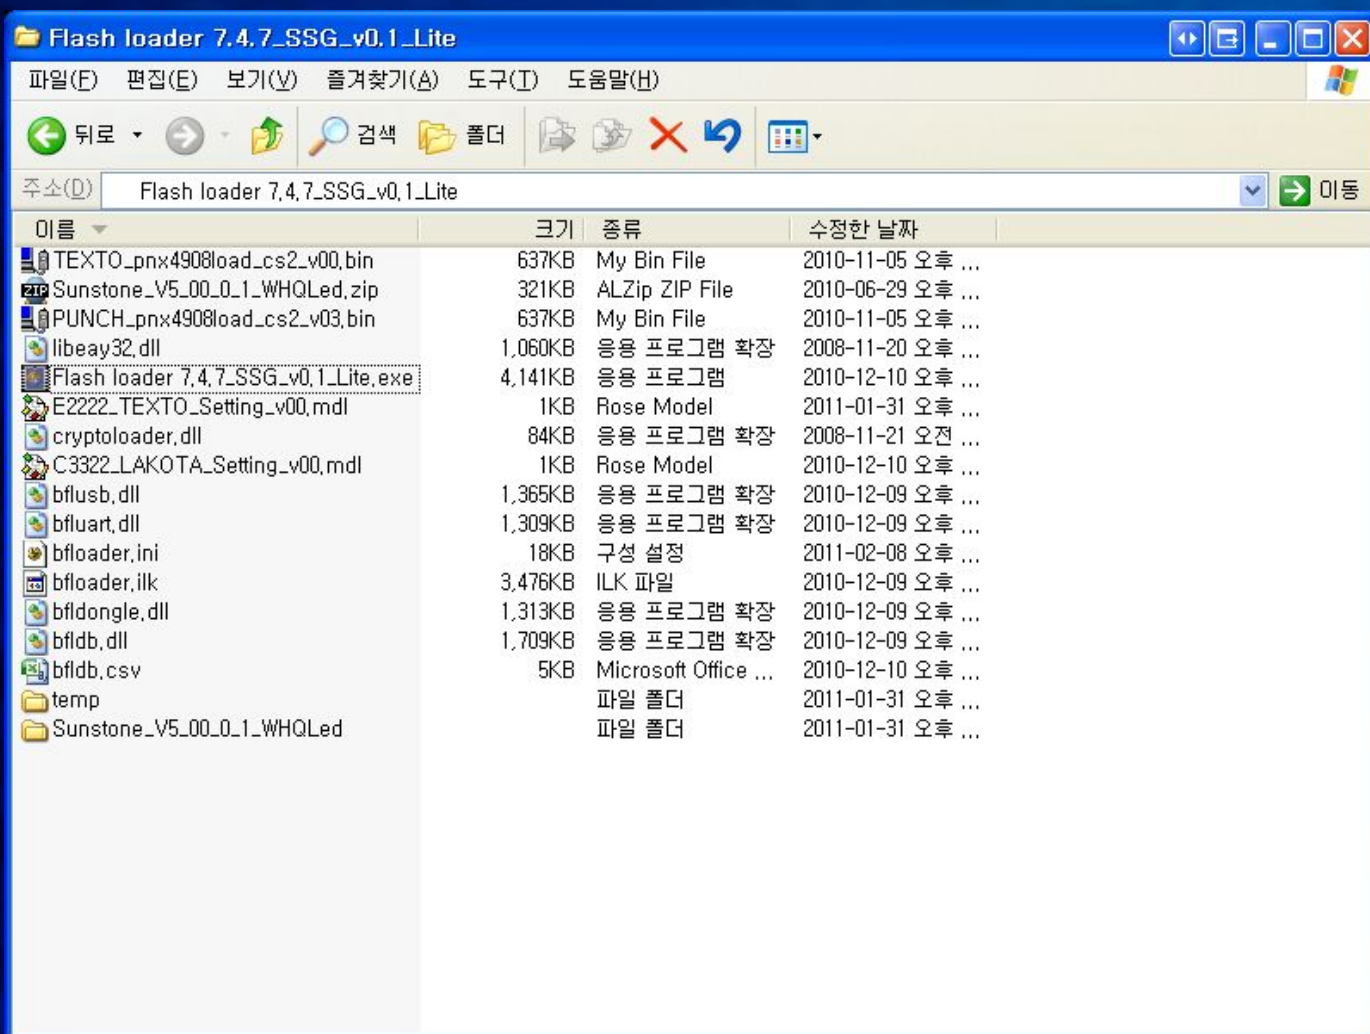 Flash loader 7.4.7_SSG_v0.1_Lite
파일(F) 편집(E) 보기(V) 즐겨찾기(A) 도구(T) 도움말(H)
뒤로 검색 폴더
주소(D) Flash loader 7.4.7_SSG_v0.1_Lite 이동
이름 크기 종류 수정한 날짜
TEXTO_pnx4908load_cs2_v00.bin 637KB My Bin File 2010-11-05 오후 ...
Sunstone_V5_00_0_1_WHQLed.zip 321KB ALZip ZIP File 2010-06-29 오후 ...
PUNCH_pnx4908load_cs2_v03.bin 637KB My Bin File 2010-11-05 오후 ...
libeay32.dll 1,060KB 응용 프로그램 확장 2008-11-20 오후 ...
Flash loader 7.4.7_SSG_v0.1_Lite.exe 4,141KB 응용 프로그램 2010-12-10 오후 ...
E2222_TEXTO_Setting_v00.mdl 1KB Rose Model 2011-01-31 오후 ...
cryptoloader.dll 84KB 응용 프로그램 확장 2008-11-21 오전 ...
C3322_LAKOTA_Setting_v00.mdl 1KB Rose Model 2010-12-10 오후 ...
bflusb.dll 1,365KB 응용 프로그램 확장 2010-12-09 오후 ...
bfluart.dll 1,309KB 응용 프로그램 확장 2010-12-09 오후 ...
bfloader.ini 18KB 구성 설정 2011-02-08 오후 ...
bfloader.ilk 3,476KB ILK 파일 2010-12-09 오후 ...
bfldongle.dll 1,313KB 응용 프로그램 확장 2010-12-09 오후 ...
bfldb.dll 1,709KB 응용 프로그램 확장 2010-12-09 오후 ...
bfldb.csv 5KB Microsoft Office ... 2010-12-10 오후 ...
temp 파일 폴더 2011-01-31 오후 ...
Sunstone_V5_00_0_1_WHQLed 파일 폴더 2011-01-31 오후 ...